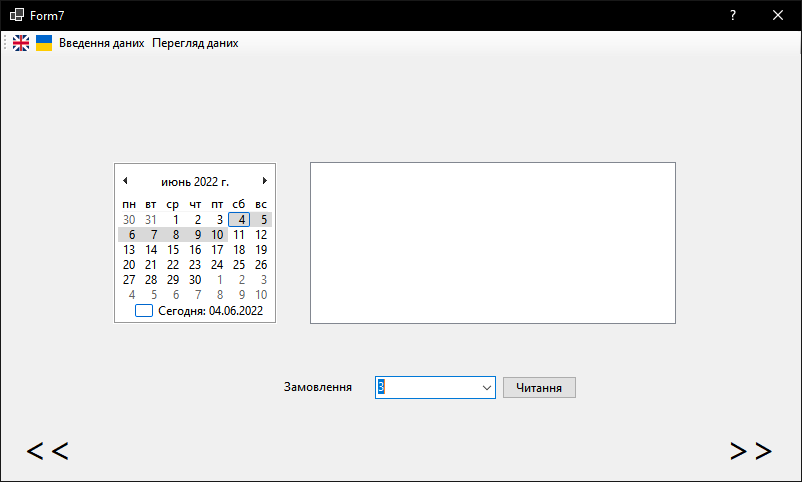 Form7 ?
Введення даних Перегляд даних
июнь 2022 г.
пн вт ср чт пт сб вс
30 31 1 2 3 4 5
6 7 8 9 10 11 12
13 14 15 16 17 18 19
20 21 22 23 24 25 26
27 28 29 30 1 2 3
4 5 6 7 8 9 10
Сегодня: 04.06.2022
Замовлення 3 Читання
< < > >